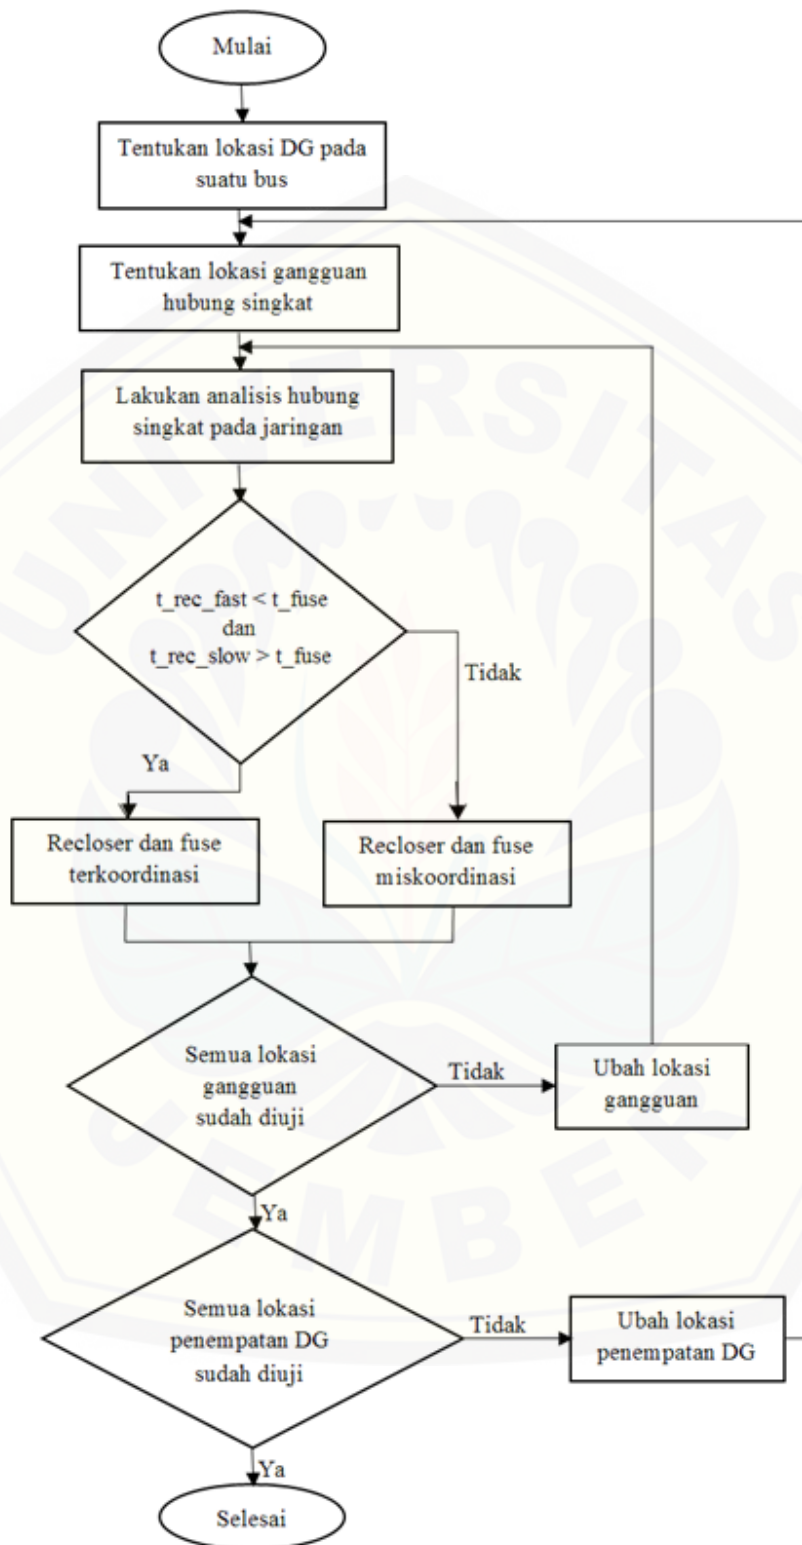 Mulai
Tentukan lokasi DG pada
suatu bus
Tentukan lokasi gangguan
hubung singkat
Lakukan analisis hubung
singkat pada jaringan
t_rec_fast < t_fuse
dan
t_rec_slow > t_fuse
Tidak
Ya
Recloser dan fuse
terkoordinasi
Recloser dan fuse
miskoordinasi
Semua lokasi
gangguan
sudah diuji
Tidak
Ubah lokasi
gangguan
Ya
Semua lokasi
penempatan DG
sudah diuji
Tidak
Ubah lokasi
penempatan DG
Ya
Selesai
UNIVERSITAS
JEMBER